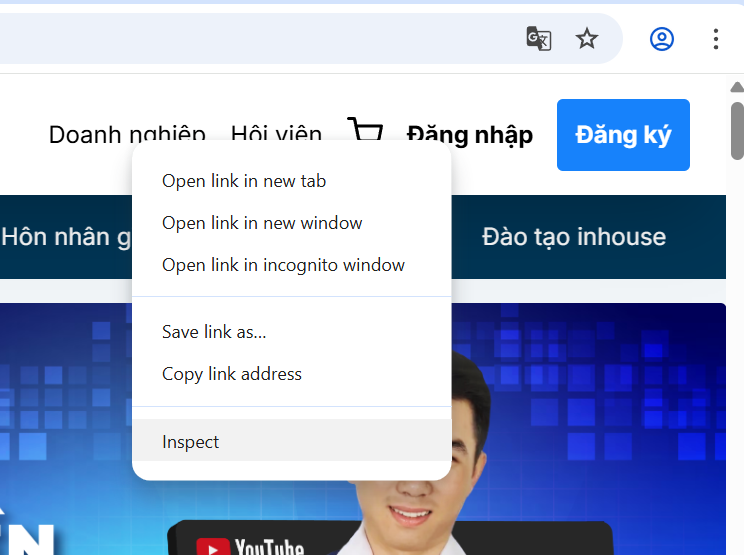 Doanh nghiệp Hội viên Đăng nhập Đăng ký
Open link in new tab
Hôn nhân g
Open link in new window
Đào tạo inhouse
Open link in incognito window
Save link as...
Copy link address
Inspect
YouTube